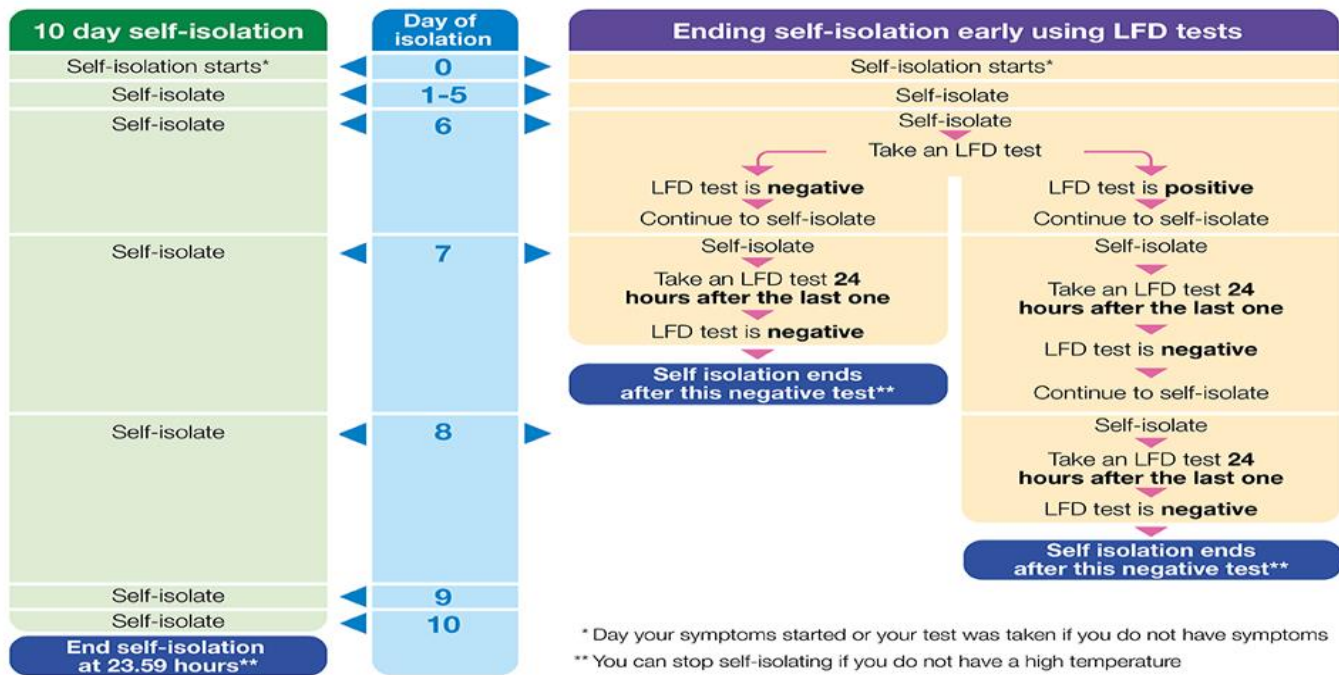 10 day self-isolation
Day of
isolation
Ending self-isolation early using LFD tests
Self-isolation starts*
0
Self-isolation starts*
Self-isolate
1-5
Self-isolate
Self-isolate
6
Self-isolate
Take an LFD test
LFD test is negative
Continue to self-isolate
LFD test is positive
Continue to self-isolate
Self-isolate
7
Self-isolate
Take an LFD test 24
hours after the last one
LFD test is negative
Self isolation ends
after this negative test**
Self-isolate
Take an LFD test 24
hours after the last one
LFD test is negative
Continue to self-isolate
Self-isolate
8
Self-isolate
Take an LFD test 24
hours after the last one
LFD test is negative
Self isolation ends
after this negative test**
Self-isolate
9
Self-isolate
10
End self-isolation
at 23.59 hours**
* Day your symptoms started or your test was taken if you do not have symptoms
** You can stop self-isolating if you do not have a high temperature